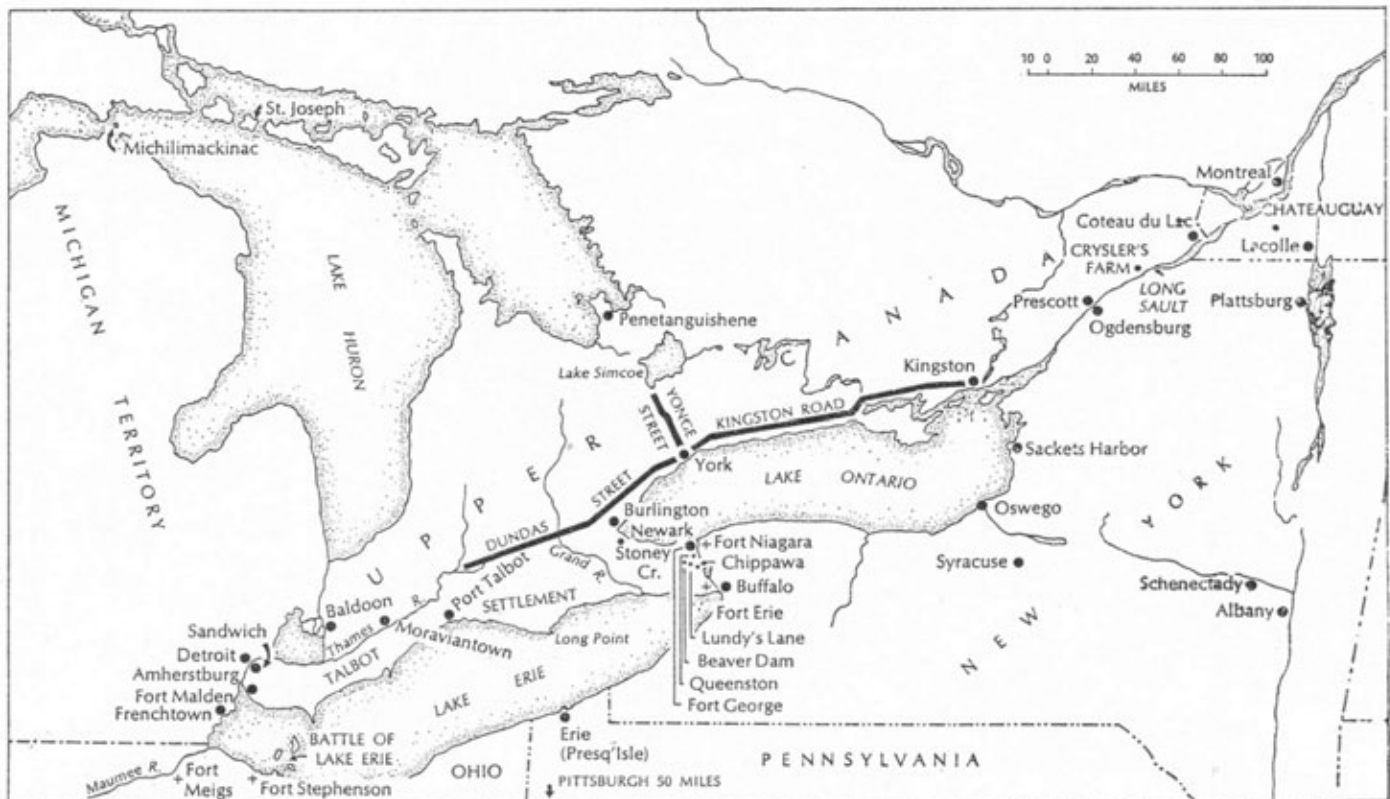 10 0 20 40 60 80 100
MILES
St. Joseph
Michilimackinac
Montreal
CHATEAUGUAY
Coteau du Lac
Lacolle
CRYSLER'S
FARM
LONG
SAULT
Prescott
Ogdensburg
Plattsburg
MICHIGAN
TERRITORY
LAKE
HURON
Penetanguishene
Lake Simcoe
UPPER
CANADA
Kingston
YONGE
STREET
KINGSTON ROAD
York
DUNDAS STREET
LAKE ONTARIO
Sackets Harbor
Oswego
Syracuse
Schenectady
Albany
NEW YORK
Burlington
Newark
Stoney
Cr.
Grand R.
Fort Niagara
Chippawa
Buffalo
Fort Erie
Lundy's Lane
Beaver Dam
Queenston
Fort George
Baldoon
Thames R.
Port Talbot
Moraviantown
TALBOT SETTLEMENT
Long Point
Sandwich
Detroit
Amherstburg
Fort Malden
Frenchtown
LAKE ERIE
BATTLE OF
LAKE ERIE
Erie
(Presq'Isle)
Maumee R.
Fort
Meigs
Fort Stephenson
OHIO
PENNSYLVANIA
PITTSBURGH 50 MILES